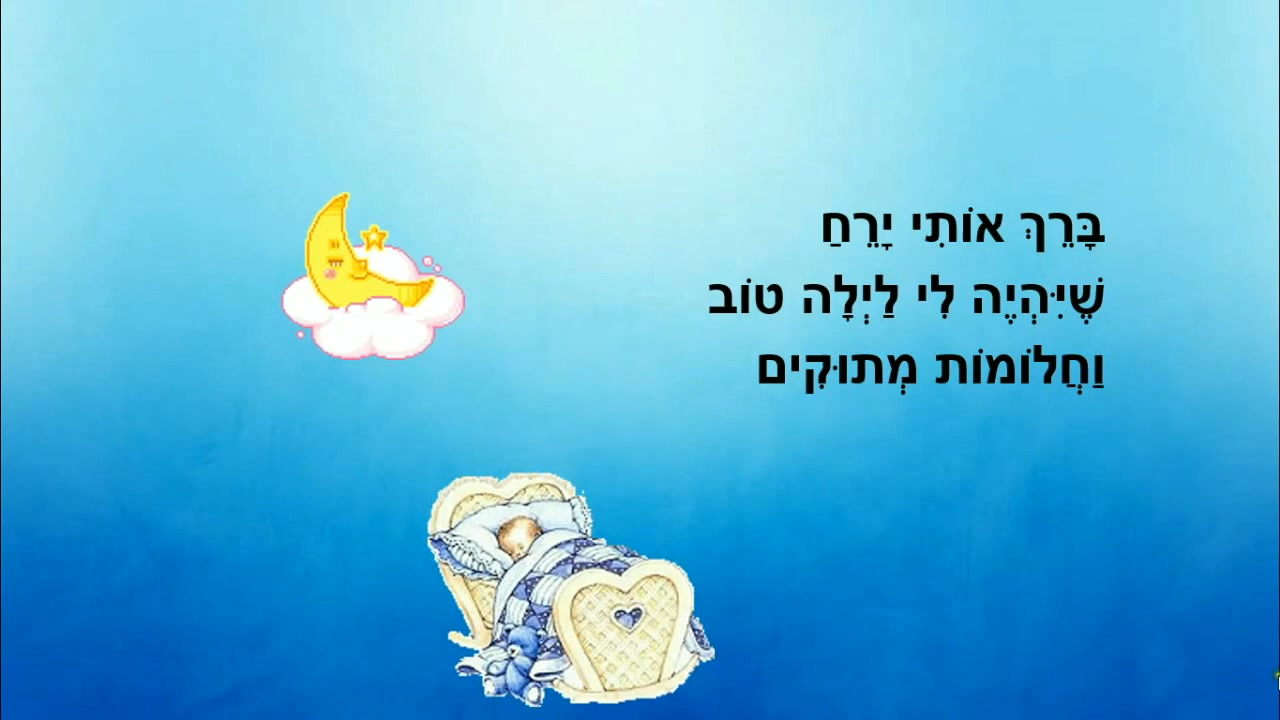 בָּרֵךְ אוֹתִי יָרֵחַ
שֶׁיִּהְיֶה לִי לַיְלָה טוֹב
וַחֲלוֹמוֹת מְתוּקִים